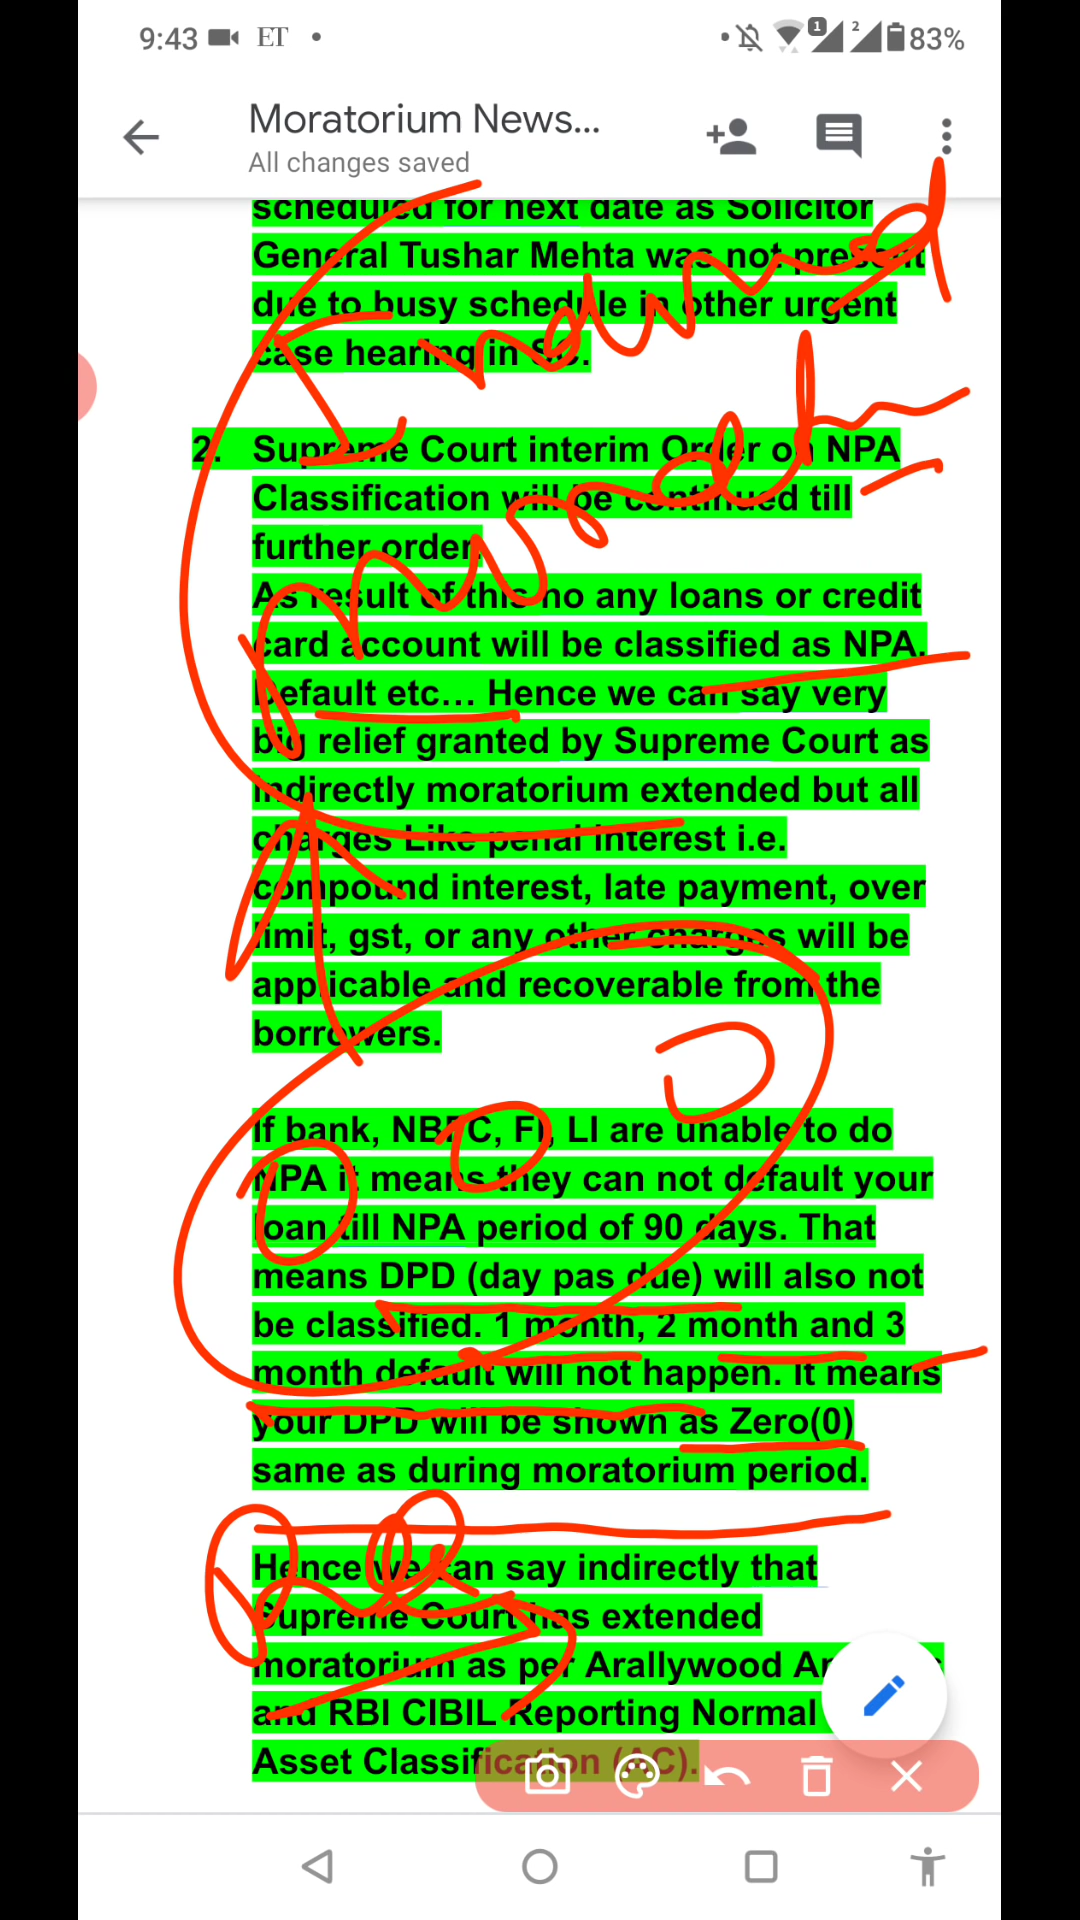 9:43 ET
1 2 83%
Moratorium News...
All changes saved
scheduled for next date as Solicitor
General Tushar Mehta was not present
due to busy schedule in other urgent
case hearing in SC.
2. Supreme Court interim Order on NPA
Classification will be continued till
further order.
As result of this no any loans or credit
card account will be classified as NPA.
Default etc... Hence we can say very
big relief granted by Supreme Court as
indirectly moratorium extended but all
charges Like penal interest i.e.
compound interest, late payment, over
limit, gst, or any other charges will be
applicable and recoverable from the
borrowers.
If bank, NBFC, FI, LI are unable to do
NPA it means they can not default your
loan till NPA period of 90 days. That
means DPD (day pas due) will also not
be classified. 1 month, 2 month and 3
month default will not happen. It means
your DPD will be shown as Zero(0)
same as during moratorium period.
Hence we can say indirectly that
Supreme Court has extended
moratorium as per Arallywood
and RBI CIBIL Reporting Normal
Asset Classification (AC).